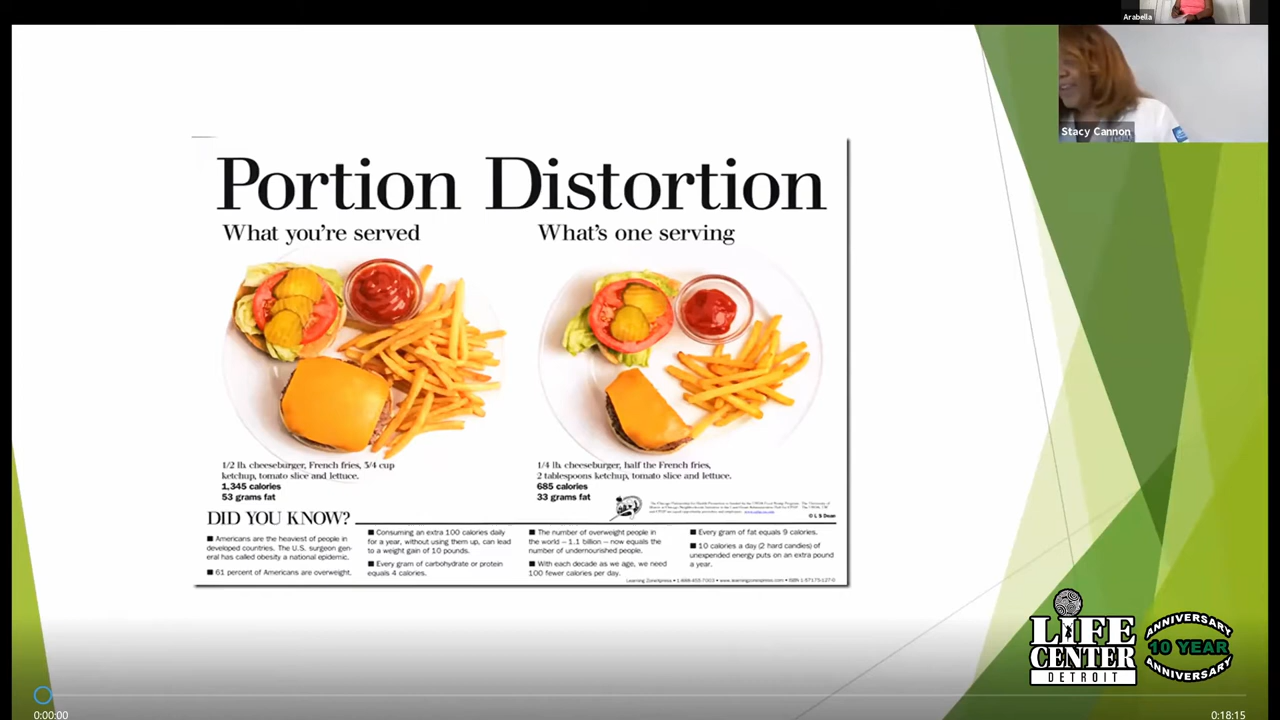 Arabella
Stacy Cannon
Portion Distortion
What you're served
What's one serving
1/2 lb. cheeseburger, French fries, 3/4 cup
ketchup, tomato slice and lettuce.
1,345 calories
53 grams fat
1/4 lb. cheeseburger, half the French fries,
2 tablespoons ketchup, tomato slice and lettuce.
685 calories
33 grams fat
DID YOU KNOW?
■ Americans are the heaviest of people in
developed countries. The U.S. surgeon gen-
eral has called obesity a national epidemic.
■ 61 percent of Americans are overweight.
■ Consuming an extra 100 calories daily
for a year, without using them up, can lead
to a weight gain of 10 pounds.
■ Every gram of carbohydrate or protein
equals 4 calories.
■ The number of overweight people in
the world – 1.1 billion – now equals the
number of undernourished people.
■ With each decade as we age, we need
100 fewer calories per day.
■ Every gram of fat equals 9 calories.
■ 10 calories a day (2 hard candies) of
unexpended energy puts on an extra pound
a year.
LIFE
CENTER
DETROIT
ANNIVERSARY
10 YEAR
ANNIVERSARY
0:00:00
0:18:15